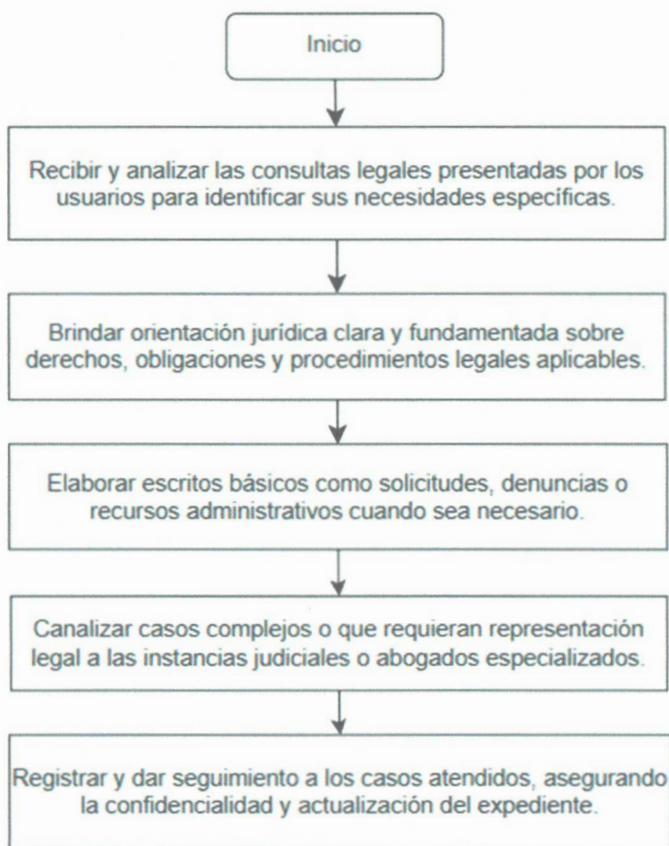 Inicio
Recibir y analizar las consultas legales presentadas por los
usuarios para identificar sus necesidades específicas.
Brindar orientación jurídica clara y fundamentada sobre
derechos, obligaciones y procedimientos legales aplicables.
Elaborar escritos básicos como solicitudes, denuncias o
recursos administrativos cuando sea necesario.
Canalizar casos complejos o que requieran representación
legal a las instancias judiciales o abogados especializados.
Registrar y dar seguimiento a los casos atendidos, asegurando
la confidencialidad y actualización del expediente.